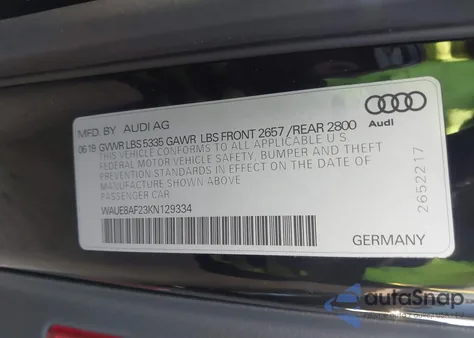 MFD. BY AUDI AG
06/19 GVWR LBS 5335 GAWR LBS FRONT 2657 / REAR 2800
THIS VEHICLE CONFORMS TO ALL APPLICABLE U.S.
FEDERAL MOTOR VEHICLE SAFETY, BUMPER AND THEFT
PREVENTION STANDARDS IN EFFECT ON THE DATE OF
MANUFACTURE SHOWN ABOVE.
PASSENGER CAR
WAUE8AF23KN129334
GERMANY
Audi
2652217
autoSnap